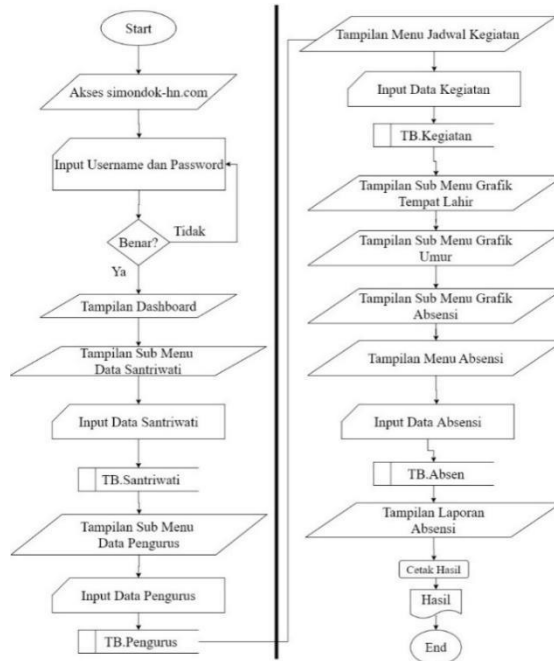 Start
Akses simondok-hn.com
Input Username dan Password
Benar?
Tidak
Ya
Tampilan Dashboard
Tampilan Sub Menu
Data Santriwati
Input Data Santriwati
TB.Santriwati
Tampilan Sub Menu
Data Pengurus
Input Data Pengurus
TB.Pengurus
Tampilan Menu Jadwal Kegiatan
Input Data Kegiatan
TB.Kegiatan
Tampilan Sub Menu Grafik
Tempat Lahir
Tampilan Sub Menu Grafik
Umur
Tampilan Sub Menu Grafik
Absensi
Tampilan Menu Absensi
Input Data Absensi
TB.Absen
Tampilan Laporan
Absensi
Cetak Hasil
Hasil
End